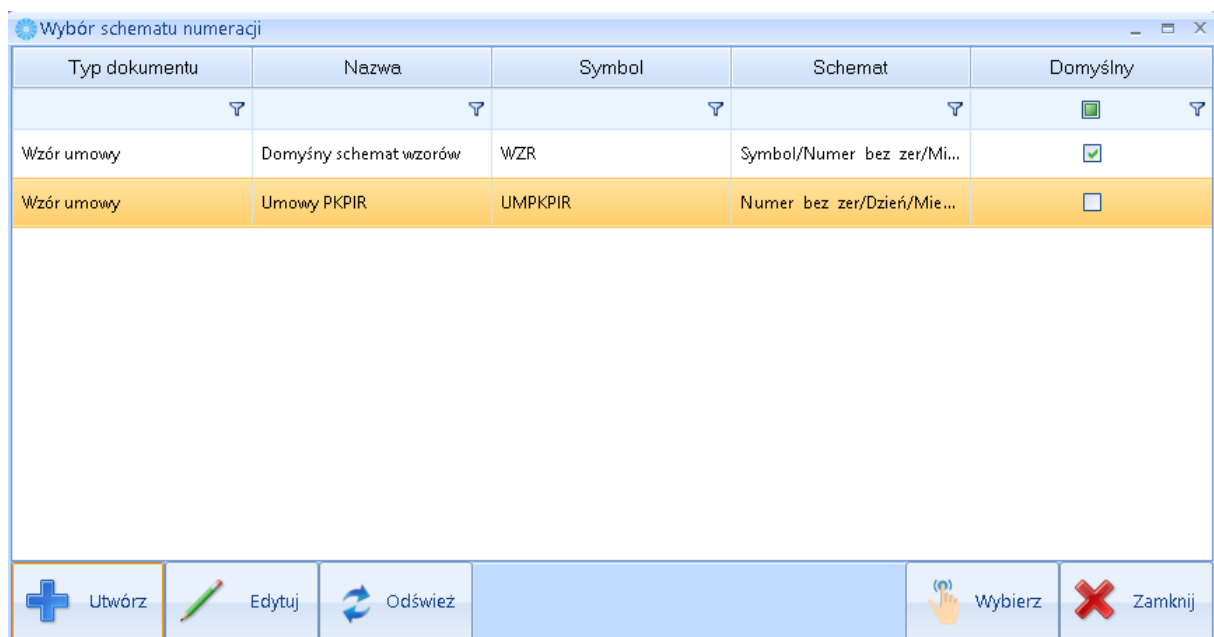 Wybór schematu numeracji
Typ dokumentu Nazwa Symbol Schemat Domyślny
Wzór umowy Domyśny schemat wzorów WZR Symbol/Numer bez zer/Mi...
Wzór umowy Umowy PKPIR UMPKPIR Numer bez zer/Dzień/Mie...
Utwórz Edytuj Odśwież Wybierz Zamknij